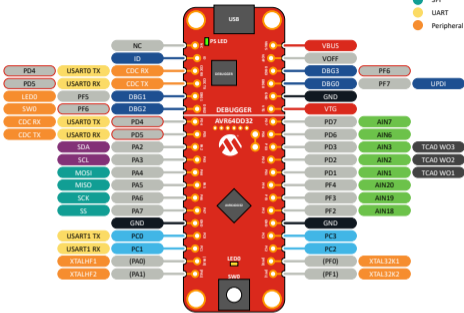 SPI
UART
Peripheral
USB
PS LED
NC
VBUS
ID
VOFF
PD4 USART0 TX CDC RX CDC RX
DBG3 PF6
PD5 USART0 RX CDC TX CDC TX
DBG0 PF7 UPDI
DEBUGGER
LED0 PF5 DBG1
GND
SW0 PF6 DBG2
VTG
DEBUGGER
AVR64DD32
CDC RX USART0 TX PD4
PD7 AIN7
CDC TX USART0 RX PD5
PD6 AIN6
SDA PA2
PD3 AIN3 TCA0 WO3
SCL PA3
PD2 AIN2 TCA0 WO2
MOSI PA4
PD1 AIN1 TCA0 WO1
MISO PA5
PF4 AIN20
SCK PA6
PF3 AIN19
SS PA7
PF2 AIN18
GND
GND
USART1 TX PC0
PC3
USART1 RX PC1
PC2
XTALHF1 (PA0)
LED0
(PF0) XTAL32K1
XTALHF2 (PA1)
SW0
(PF1) XTAL32K2